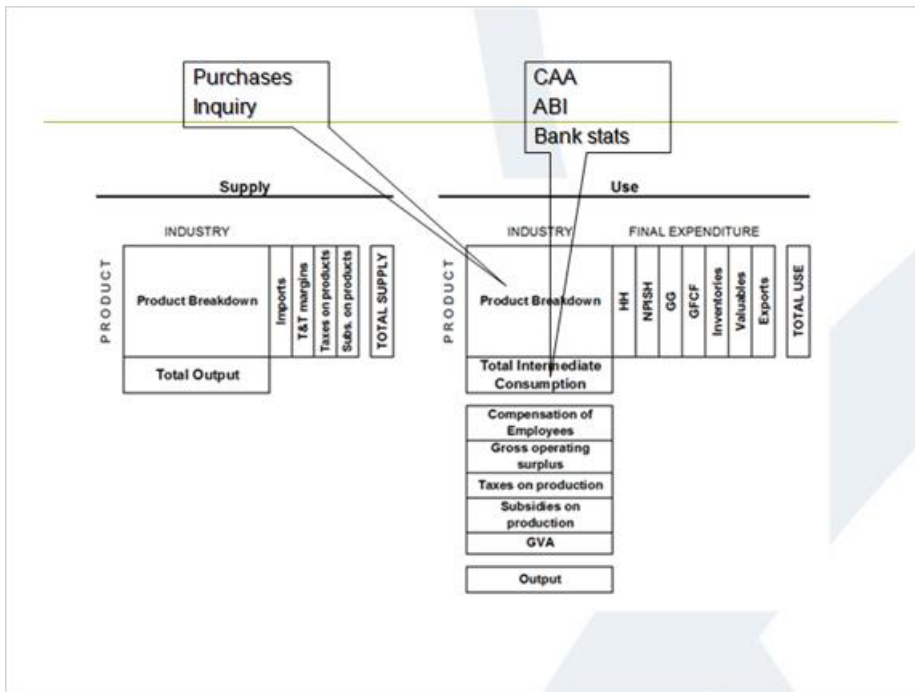 Purchases
Inquiry
CAA
ABI
Bank stats
Supply
INDUSTRY
PRODUCT
Product Breakdown
Imports
T&T margins
Taxes on products
Subs. on products
TOTAL SUPPLY
Total Output
Use
INDUSTRY
FINAL EXPENDITURE
PRODUCT
Product Breakdown
HH
NPISH
GG
GFCF
Inventories
Valuables
Exports
TOTAL USE
Total Intermediate
Consumption
Compensation of
Employees
Gross operating
surplus
Taxes on production
Subsidies on
production
GVA
Output